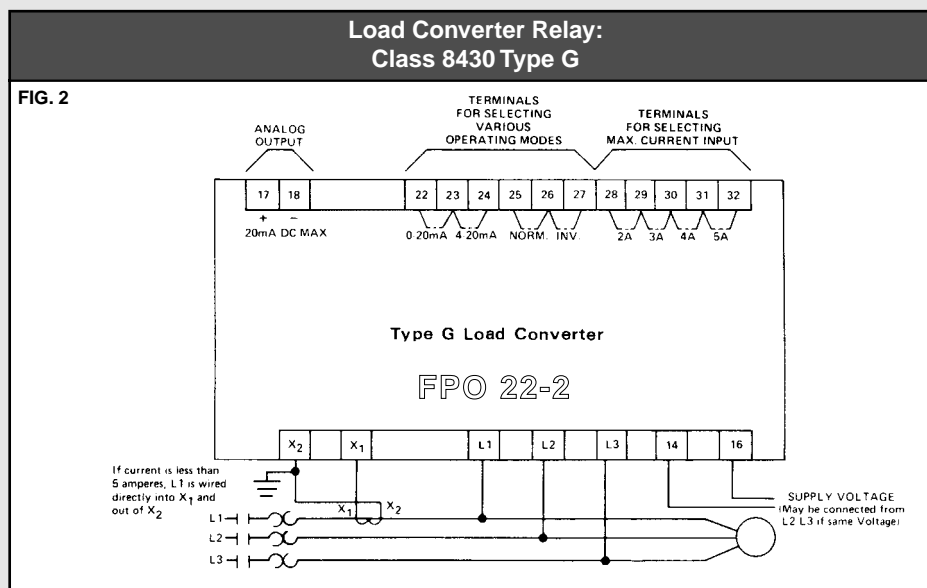 Load Converter Relay:
Class 8430 Type G
FIG. 2
ANALOG
OUTPUT
TERMINALS
FOR SELECTING
VARIOUS
OPERATING MODES
TERMINALS
FOR SELECTING
MAX. CURRENT INPUT
17 18 22 23 24 25 26 27 28 29 30 31 32
+ −
20mA DC MAX
0-20mA 4-20mA NORM. INV. 2A 3A 4A 5A
Type G Load Converter
FPO 22-2
X2 X1 L1 L2 L3 14 16
If current is less than
5 amperes, L1 is wired
directly into X1 and
out of X2
X1 X2
SUPPLY VOLTAGE
(May be connected from
L2 L3 if same Voltage)
L1
L2
L3